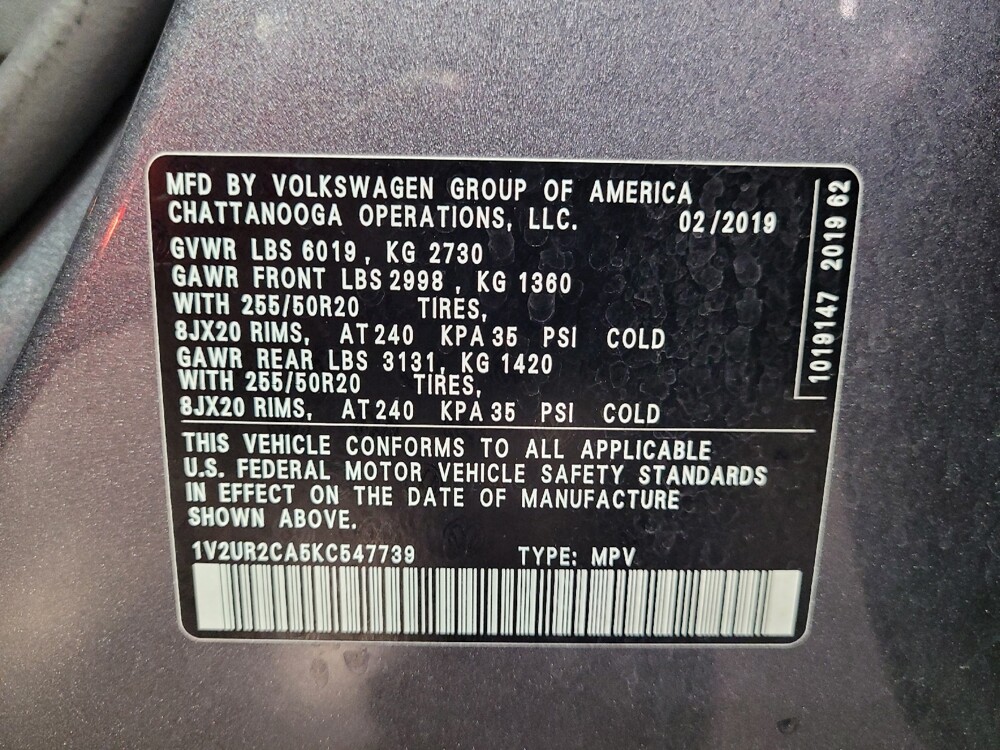 MFD BY VOLKSWAGEN GROUP OF AMERICA
CHATTANOOGA OPERATIONS, LLC. 02/2019
GVWR LBS 6019, KG 2730
GAWR FRONT LBS 2998, KG 1360
WITH 255/50R20 TIRES,
8JX20 RIMS, AT 240 KPA 35 PSI COLD
GAWR REAR LBS 3131, KG 1420
WITH 255/50R20 TIRES,
8JX20 RIMS, AT 240 KPA 35 PSI COLD
THIS VEHICLE CONFORMS TO ALL APPLICABLE
U.S. FEDERAL MOTOR VEHICLE SAFETY STANDARDS
IN EFFECT ON THE DATE OF MANUFACTURE
SHOWN ABOVE.
1V2UR2CA5KC547739 TYPE: MPV
1019147 2019 62